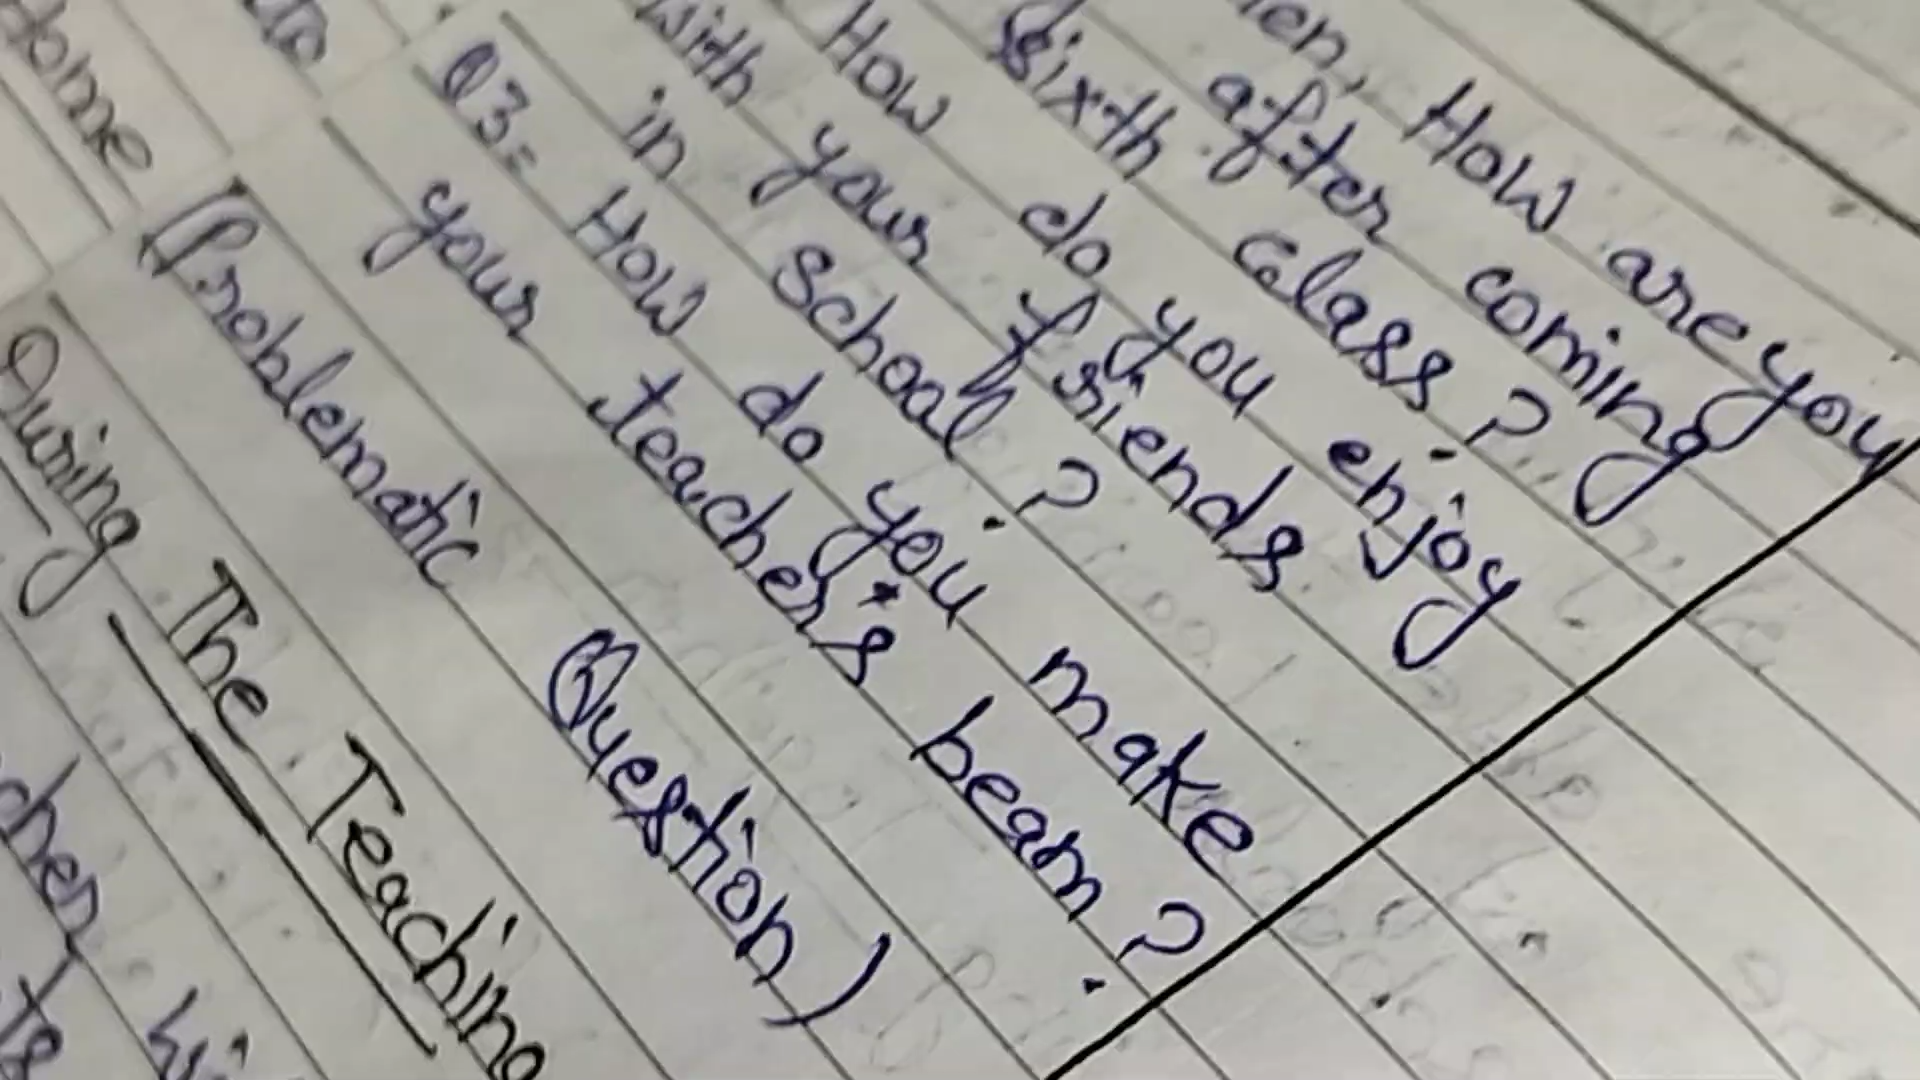 How are you
after coming
sixth class?
How do you enjoy
with your friends
in school?
Q3= How do you make
your teacher's beam?
(Problematic Question)
Home
During The Teaching